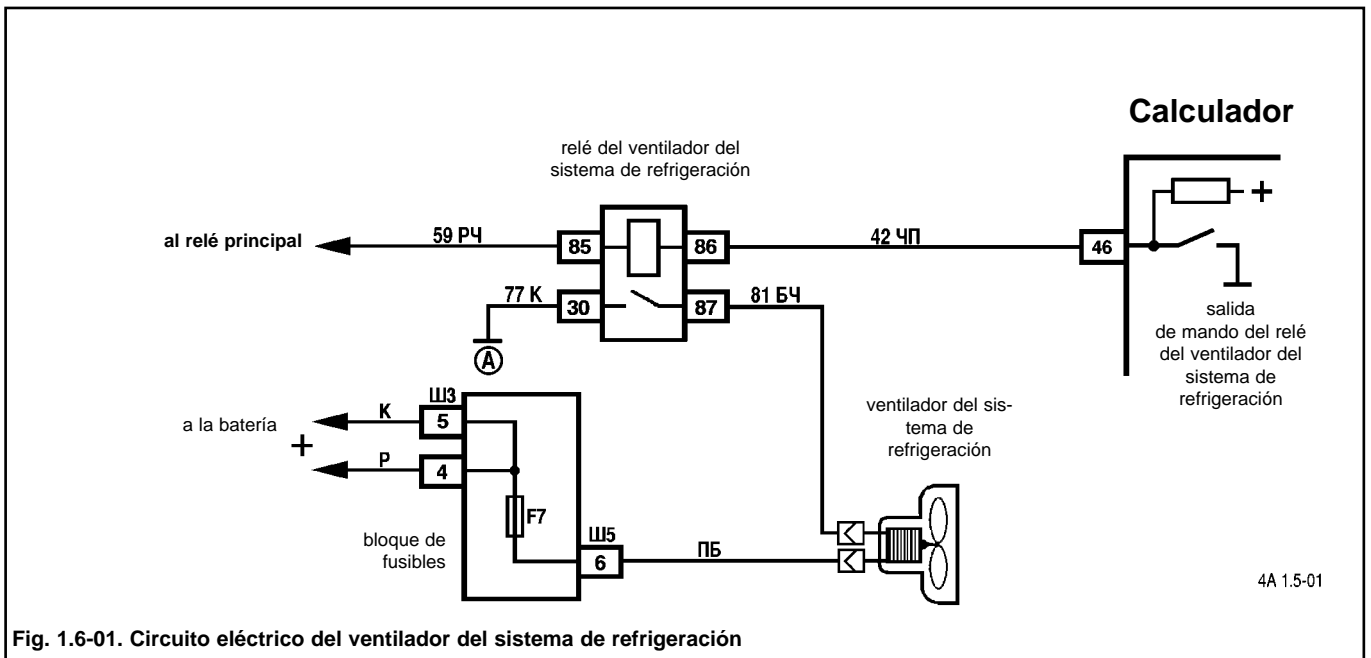 Calculador
relé del ventilador del
sistema de refrigeración
+
al relé principal
59 РЧ
85
86
42 ЧП
46
77 К
30
87
81 БЧ
A
salida
de mando del relé
del ventilador del
sistema de
refrigeración
Ш3
a la batería
+
К
5
Р
4
F7
bloque de
fusibles
Ш5
6
ПБ
ventilador del sis-
tema de
refrigeración
4A 1.5-01
Fig. 1.6-01. Circuito eléctrico del ventilador del sistema de refrigeración